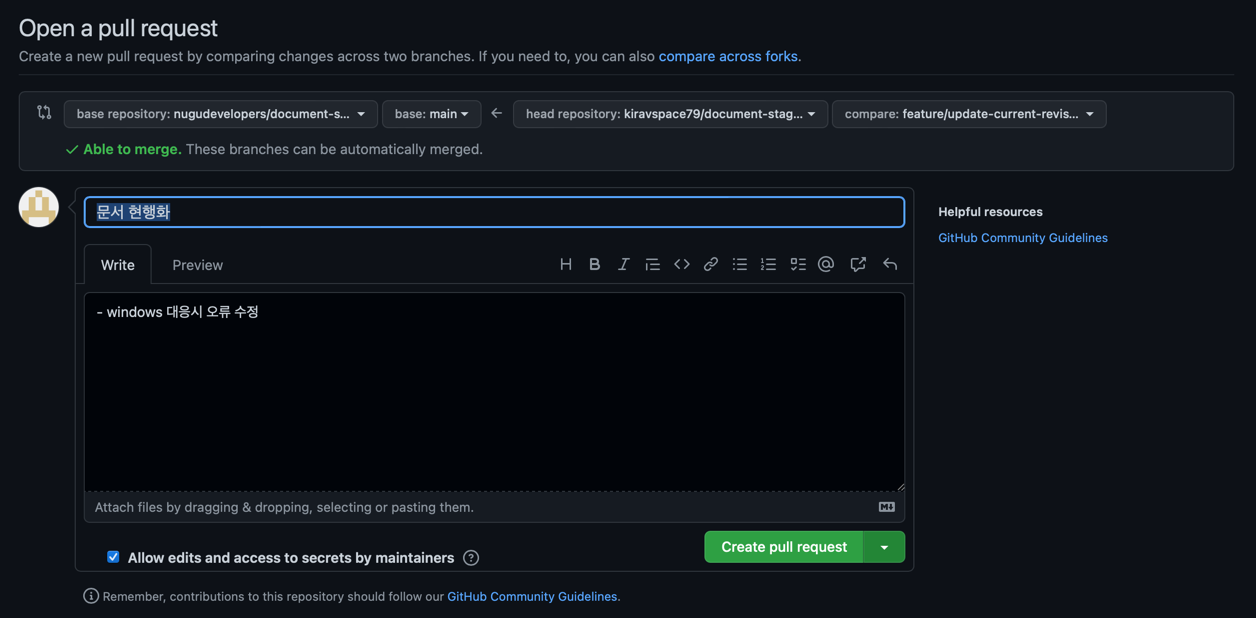 Open a pull request
Create a new pull request by comparing changes across two branches. If you need to, you can also compare across forks.
base repository: nugudevelopers/document-s... base: main head repository: kiravspace79/document-stag... compare: feature/update-current-revis...
Able to merge. These branches can be automatically merged.
문서 현행화
Helpful resources
GitHub Community Guidelines
Write Preview
- windows 대응시 오류 수정
Attach files by dragging & dropping, selecting or pasting them.
Allow edits and access to secrets by maintainers
Create pull request
Remember, contributions to this repository should follow our GitHub Community Guidelines.